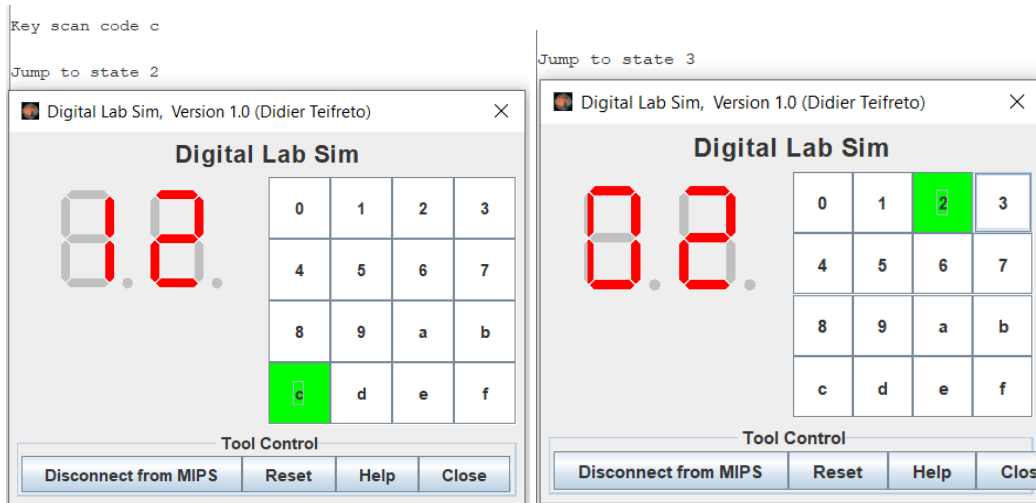 Key scan code c
Jump to state 2
Digital Lab Sim, Version 1.0 (Didier Teifreto)
Digital Lab Sim
12
0 1 2 3
4 5 6 7
8 9 a b
c d e f
Tool Control
Disconnect from MIPS Reset Help Close
Jump to state 3
Digital Lab Sim, Version 1.0 (Didier Teifreto)
Digital Lab Sim
02
0 1 2 3
4 5 6 7
8 9 a b
c d e f
Tool Control
Disconnect from MIPS Reset Help Clos